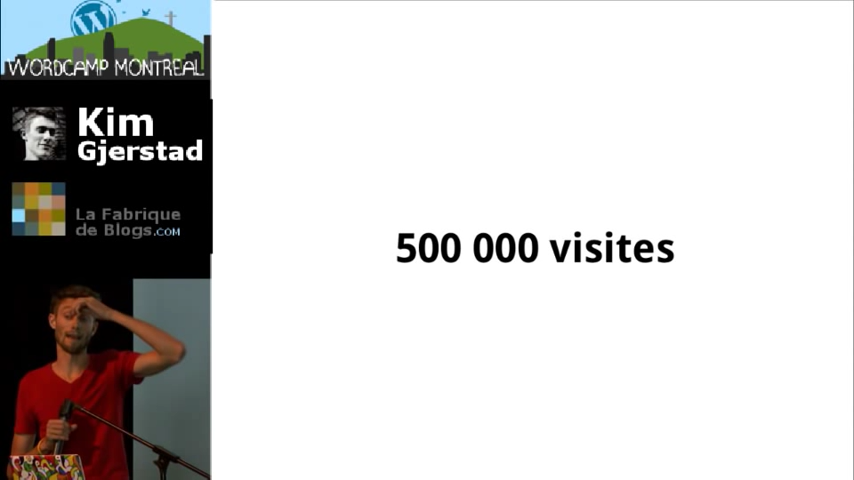 WORDCAMP MONTREAL
Kim
Gjerstad
La Fabrique
de Blogs.COM
500 000 visites